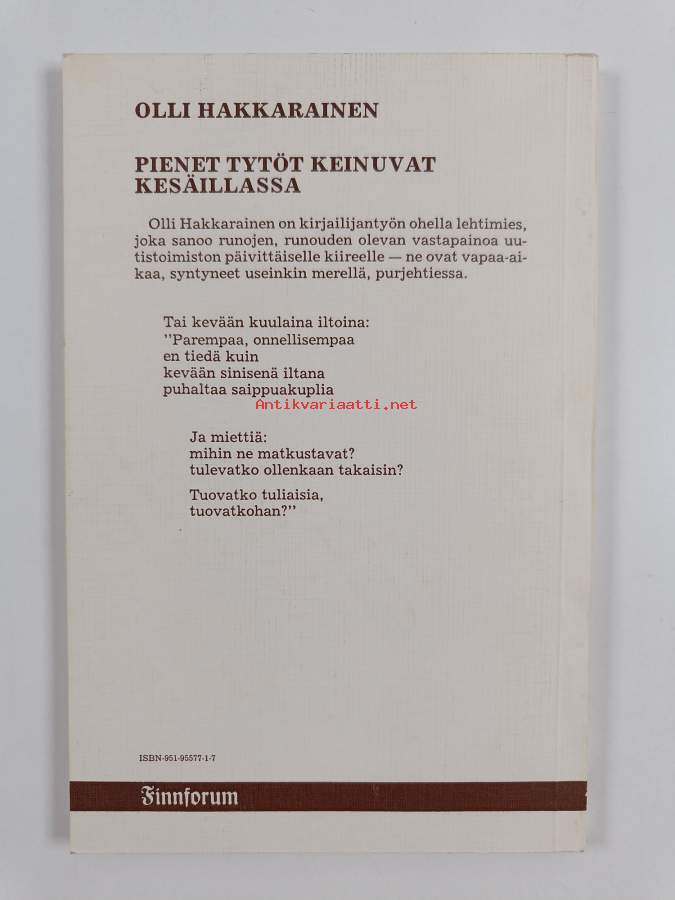 OLLI HAKKARAINEN
PIENET TYTÖT KEINUVAT
KESÄILLASSA
Olli Hakkarainen on kirjailijantyön ohella lehtimies,
joka sanoo runojen, runouden olevan vastapainoa uu-
tistoimiston päivittäiselle kiireelle — ne ovat vapaa-ai-
kaa, syntyneet useinkin merellä, purjehtiessa.
Tai kevään kuulaina iltoina:
"Parempaa, onnellisempaa
en tiedä kuin
kevään sinisenä iltana
puhaltaa saippuakuplia
Antikvariaatti.net
Ja miettiä:
mihin ne matkustavat?
tulevatko ollenkaan takaisin?
Tuovatko tuliaisia,
tuovatkohan?"
ISBN-951-95577-1-7
Finnforum